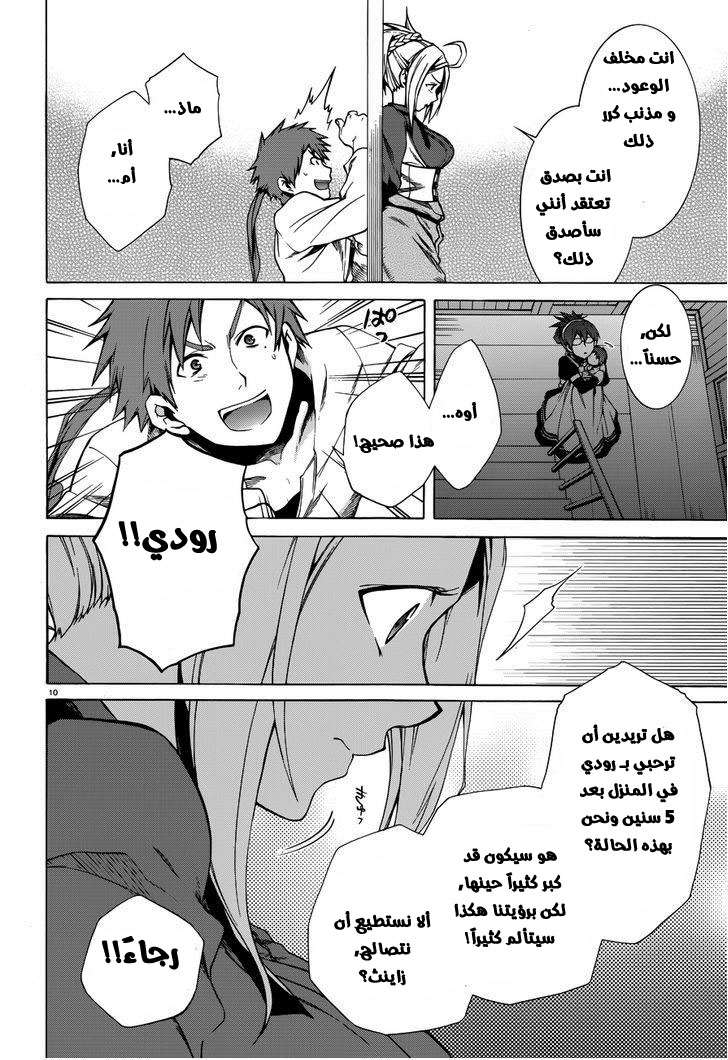 انت مخلف
الوعود...
و مذنب كرر
ذلك
انت بصدق
تعتقد أنني
سأصدق
ذلك؟
ماذ...
أنا,
أم...
لكن,
حسناً...
أوه...
هذا صحيح!
رودي!!
10
هل تريدين أن
ترحبي بـ رودي
في المنزل بعد
5 سنين ونحن
بهذه الحالة؟
هو سيكون قد
كبر كثيراً حينها,
لكن برؤيتنا هكذا
سيتألم كثيراً!
ألا نستطيع أن
نتصالح,
زاينث؟
رجاءً!!